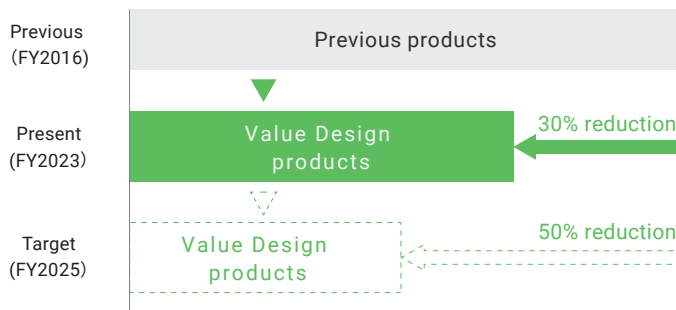 Previous
（FY2016)
Previous products
Present
(FY2023）
Value Design
products
30% reduction
Target
(FY2025）
Value Design
products
50% reduction